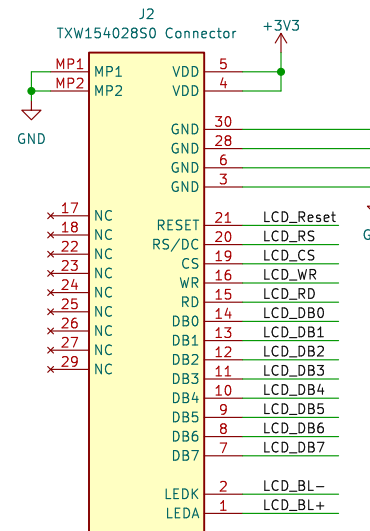 J2
TXW154028S0 Connector
+3V3
MP1 MP1 VDD 5
MP2 MP2 VDD 4
GND
GND 30
GND 28
GND 6
GND 3
17 NC
RESET 21 LCD_Reset
18 NC
RS/DC 20 LCD_RS
22 NC
CS 19 LCD_CS
23 NC
WR 16 LCD_WR
24 NC
RD 15 LCD_RD
25 NC
DB0 14 LCD_DB0
26 NC
DB1 13 LCD_DB1
27 NC
DB2 12 LCD_DB2
29 NC
DB3 11 LCD_DB3
DB4 10 LCD_DB4
DB5 9 LCD_DB5
DB6 8 LCD_DB6
DB7 7 LCD_DB7
LEDK 2 LCD_BL-
LEDA 1 LCD_BL+